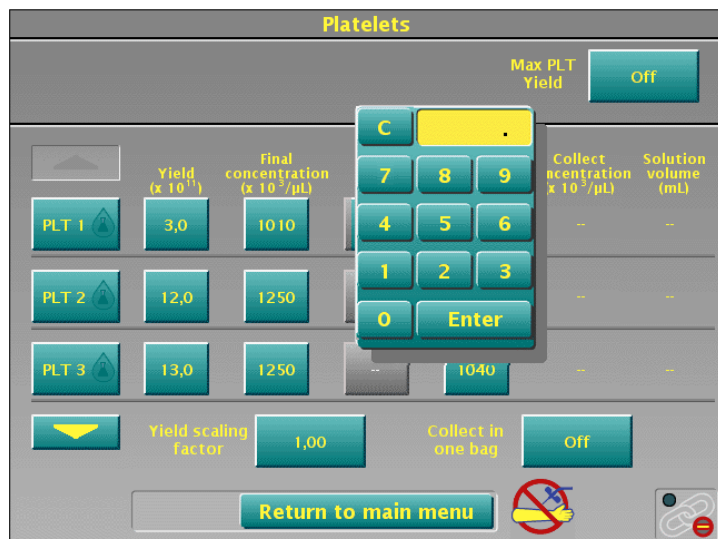 Platelets
Max PLT
Yield
Off
C .
7 8 9
4 5 6
1 2 3
0 Enter
Yield
(x 10¹¹)
Final
concentration
(x 10³/µL)
Collect
ncentration
(x 10³/µL)
Solution
volume
(mL)
PLT 1 3,0 1010 -- --
PLT 2 12,0 1250 -- --
PLT 3 13,0 1250 -- 1040 -- --
Yield scaling
factor
1,00
Collect in
one bag
Off
Return to main menu